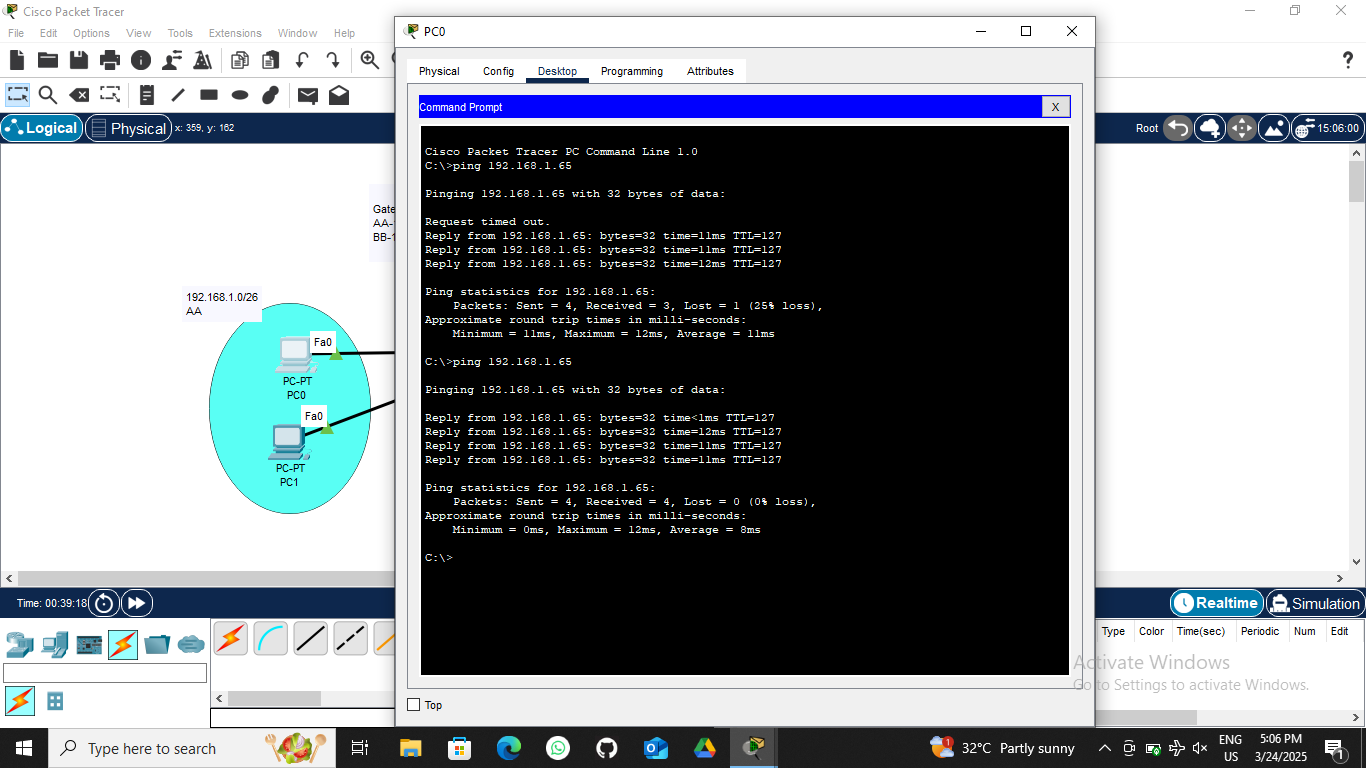 Cisco Packet Tracer
File Edit Options View Tools Extensions Window Help
Logical Physical x: 359, y: 162
Root 15:06:00
Gate
AA-
BB-1
192.168.1.0/26
AA
Fa0
PC-PT
PC0
Fa0
PC-PT
PC1
PC0
Physical Config Desktop Programming Attributes
Command Prompt X
Cisco Packet Tracer PC Command Line 1.0
C:\>ping 192.168.1.65
Pinging 192.168.1.65 with 32 bytes of data:
Request timed out.
Reply from 192.168.1.65: bytes=32 time=11ms TTL=127
Reply from 192.168.1.65: bytes=32 time=11ms TTL=127
Reply from 192.168.1.65: bytes=32 time=12ms TTL=127
Ping statistics for 192.168.1.65:
Packets: Sent = 4, Received = 3, Lost = 1 (25% loss),
Approximate round trip times in milli-seconds:
Minimum = 11ms, Maximum = 12ms, Average = 11ms
C:\>ping 192.168.1.65
Pinging 192.168.1.65 with 32 bytes of data:
Reply from 192.168.1.65: bytes=32 time<1ms TTL=127
Reply from 192.168.1.65: bytes=32 time=12ms TTL=127
Reply from 192.168.1.65: bytes=32 time=11ms TTL=127
Reply from 192.168.1.65: bytes=32 time=11ms TTL=127
Ping statistics for 192.168.1.65:
Packets: Sent = 4, Received = 4, Lost = 0 (0% loss),
Approximate round trip times in milli-seconds:
Minimum = 0ms, Maximum = 12ms, Average = 8ms
C:\>
Top
Time: 00:39:18
Realtime Simulation
Type Color Time(sec) Periodic Num Edit
Activate Windows
Go to Settings to activate Windows.
Type here to search
1
32°C Partly sunny
ENG
US
5:06 PM
3/24/2025
1